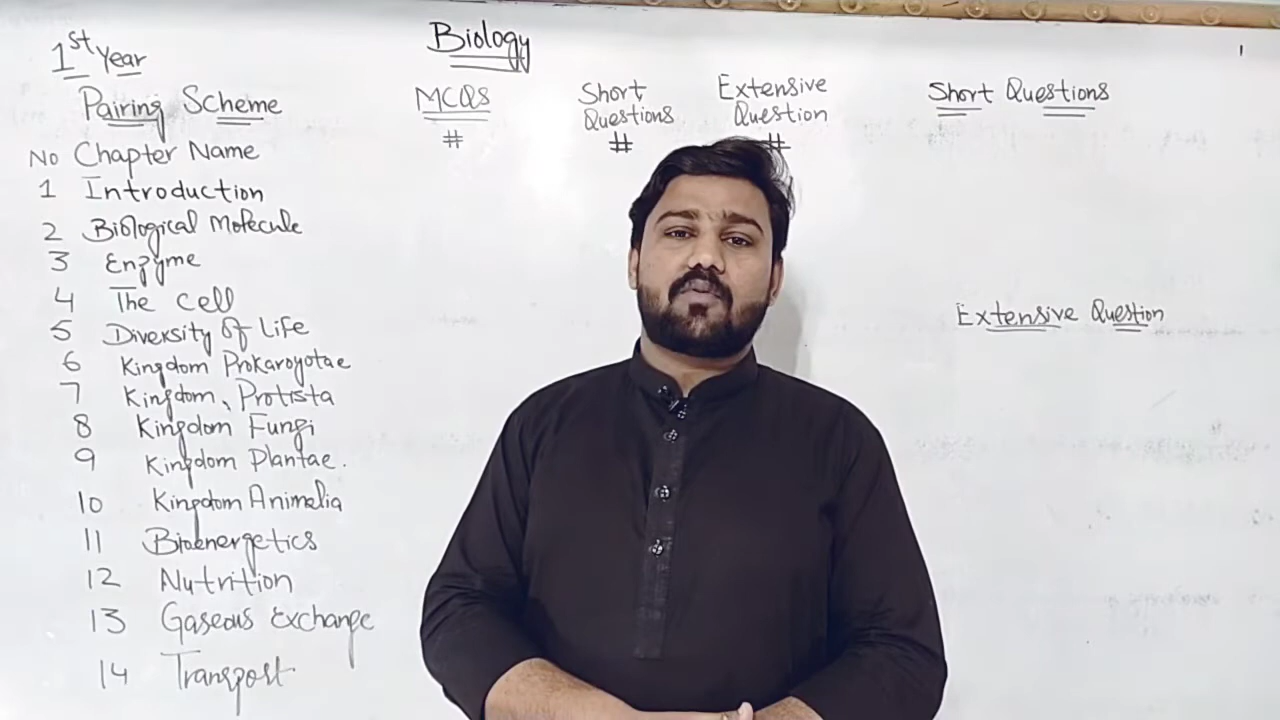 1st Year
Biology
Pairing Scheme
MCQS
#
Short
Questions
#
Extensive
Question
#
Short Questions
No Chapter Name
1 Introduction
2 Biological Molecule
3 Enzyme
4 The cell
5 Diversity of Life
6 Kingdom Prokaroyotae
7 Kingdom Protista
8 Kingdom Fungi
9 Kingdom Plantae.
10 Kingdom Animalia
11 Bioenergetics
12 Nutrition
13 Gaseous Exchange
14 Transport
Extensive Question